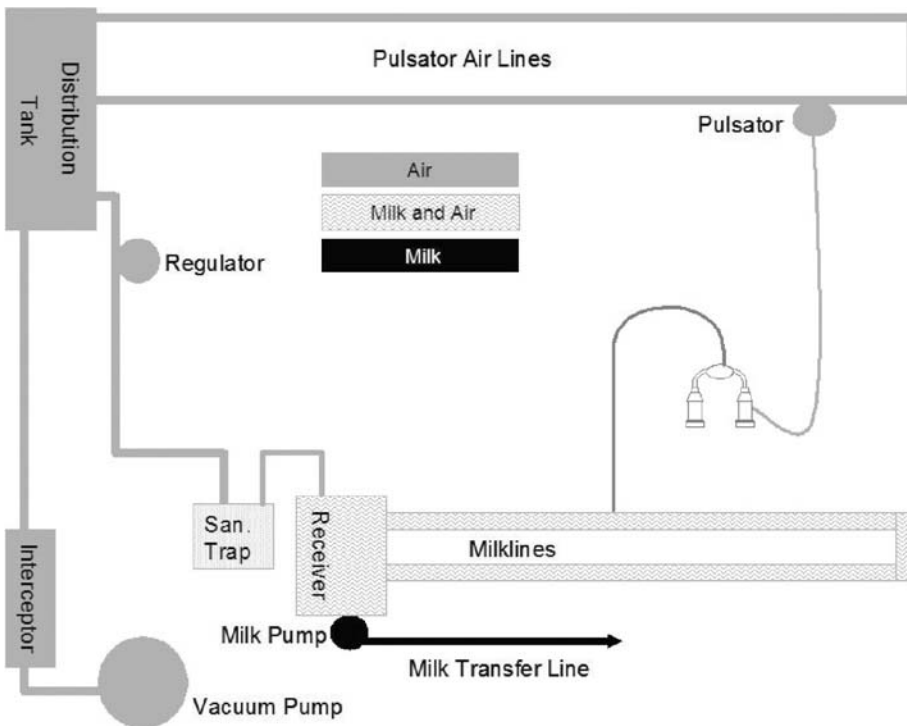 Distribution
Tank
Pulsator Air Lines
Pulsator
Air
Milk and Air
Milk
Regulator
San.
Trap
Receiver
Milklines
Interceptor
Milk Pump
Milk Transfer Line
Vacuum Pump